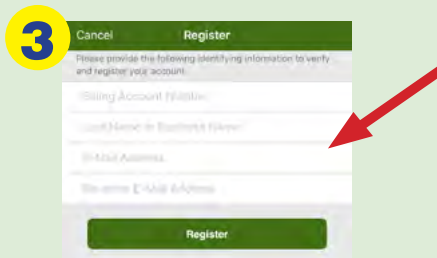 3
Cancel Register
Please provide the following identifying information to verify
and register your account.
Billing Account Number
Last Name or Business Name
E-Mail Address
Re-enter E-Mail Address
Register